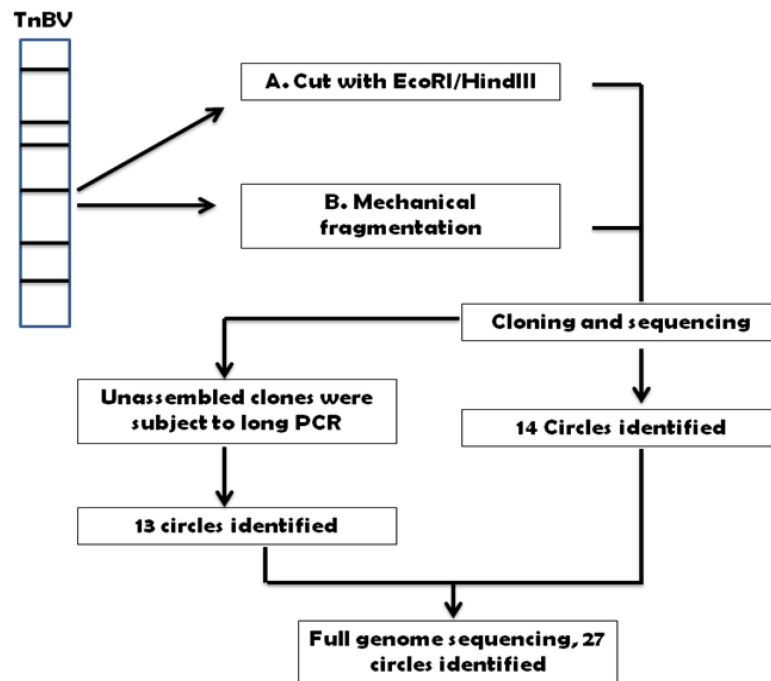 TnBV
A. Cut with EcoRI/HindIII
B. Mechanical
fragmentation
Cloning and sequencing
Unassembled clones were
subject to long PCR
14 Circles identified
13 circles identified
Full genome sequencing, 27
circles identified